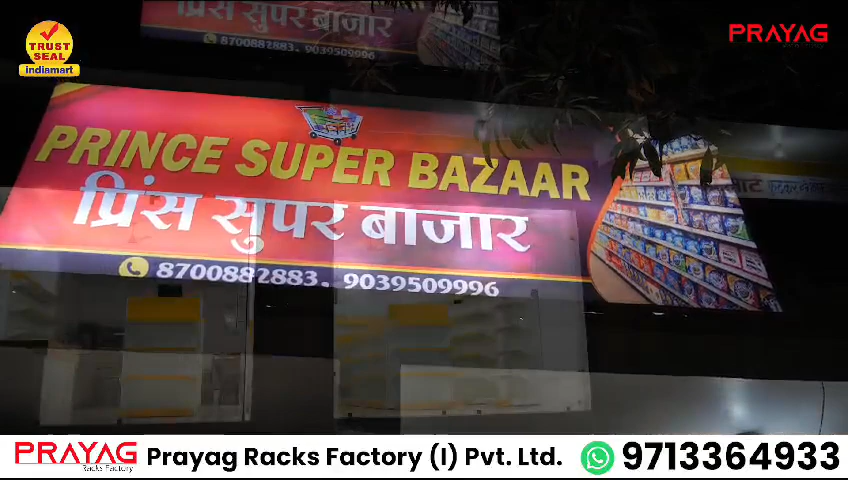 प्रिंस सुपर बाजार
8700882883, 9039509996
TRUST
SEAL
indiamart
PRAYAG
PRINCE SUPER BAZAAR
प्रिंस सुपर बाजार
8700882883, 9039509996
PRAYAG
Racks Factory
Prayag Racks Factory (I) Pvt. Ltd.
9713364933